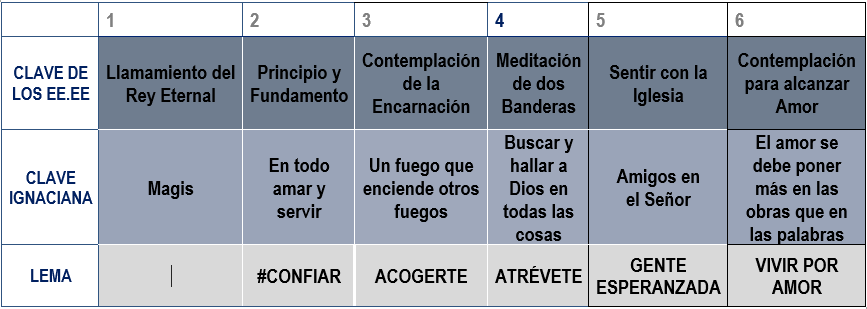 1 2 3 4 5 6
CLAVE DE
LOS EE.EE
Llamamiento del
Rey Eternal
Principio y
Fundamento
Contemplación
de la
Encarnación
Meditación
de dos
Banderas
Sentir con la
Iglesia
Contemplación
para alcanzar
Amor
CLAVE
IGNACIANA
Magis
En todo
amar y
servir
Un fuego que
enciende otros
fuegos
Buscar y
hallar a
Dios en
todas las
cosas
Amigos en
el Señor
El amor se
debe poner
más en las
obras que en
las palabras
LEMA
#CONFIAR
ACOGERTE
ATRÉVETE
GENTE
ESPERANZADA
VIVIR POR
AMOR